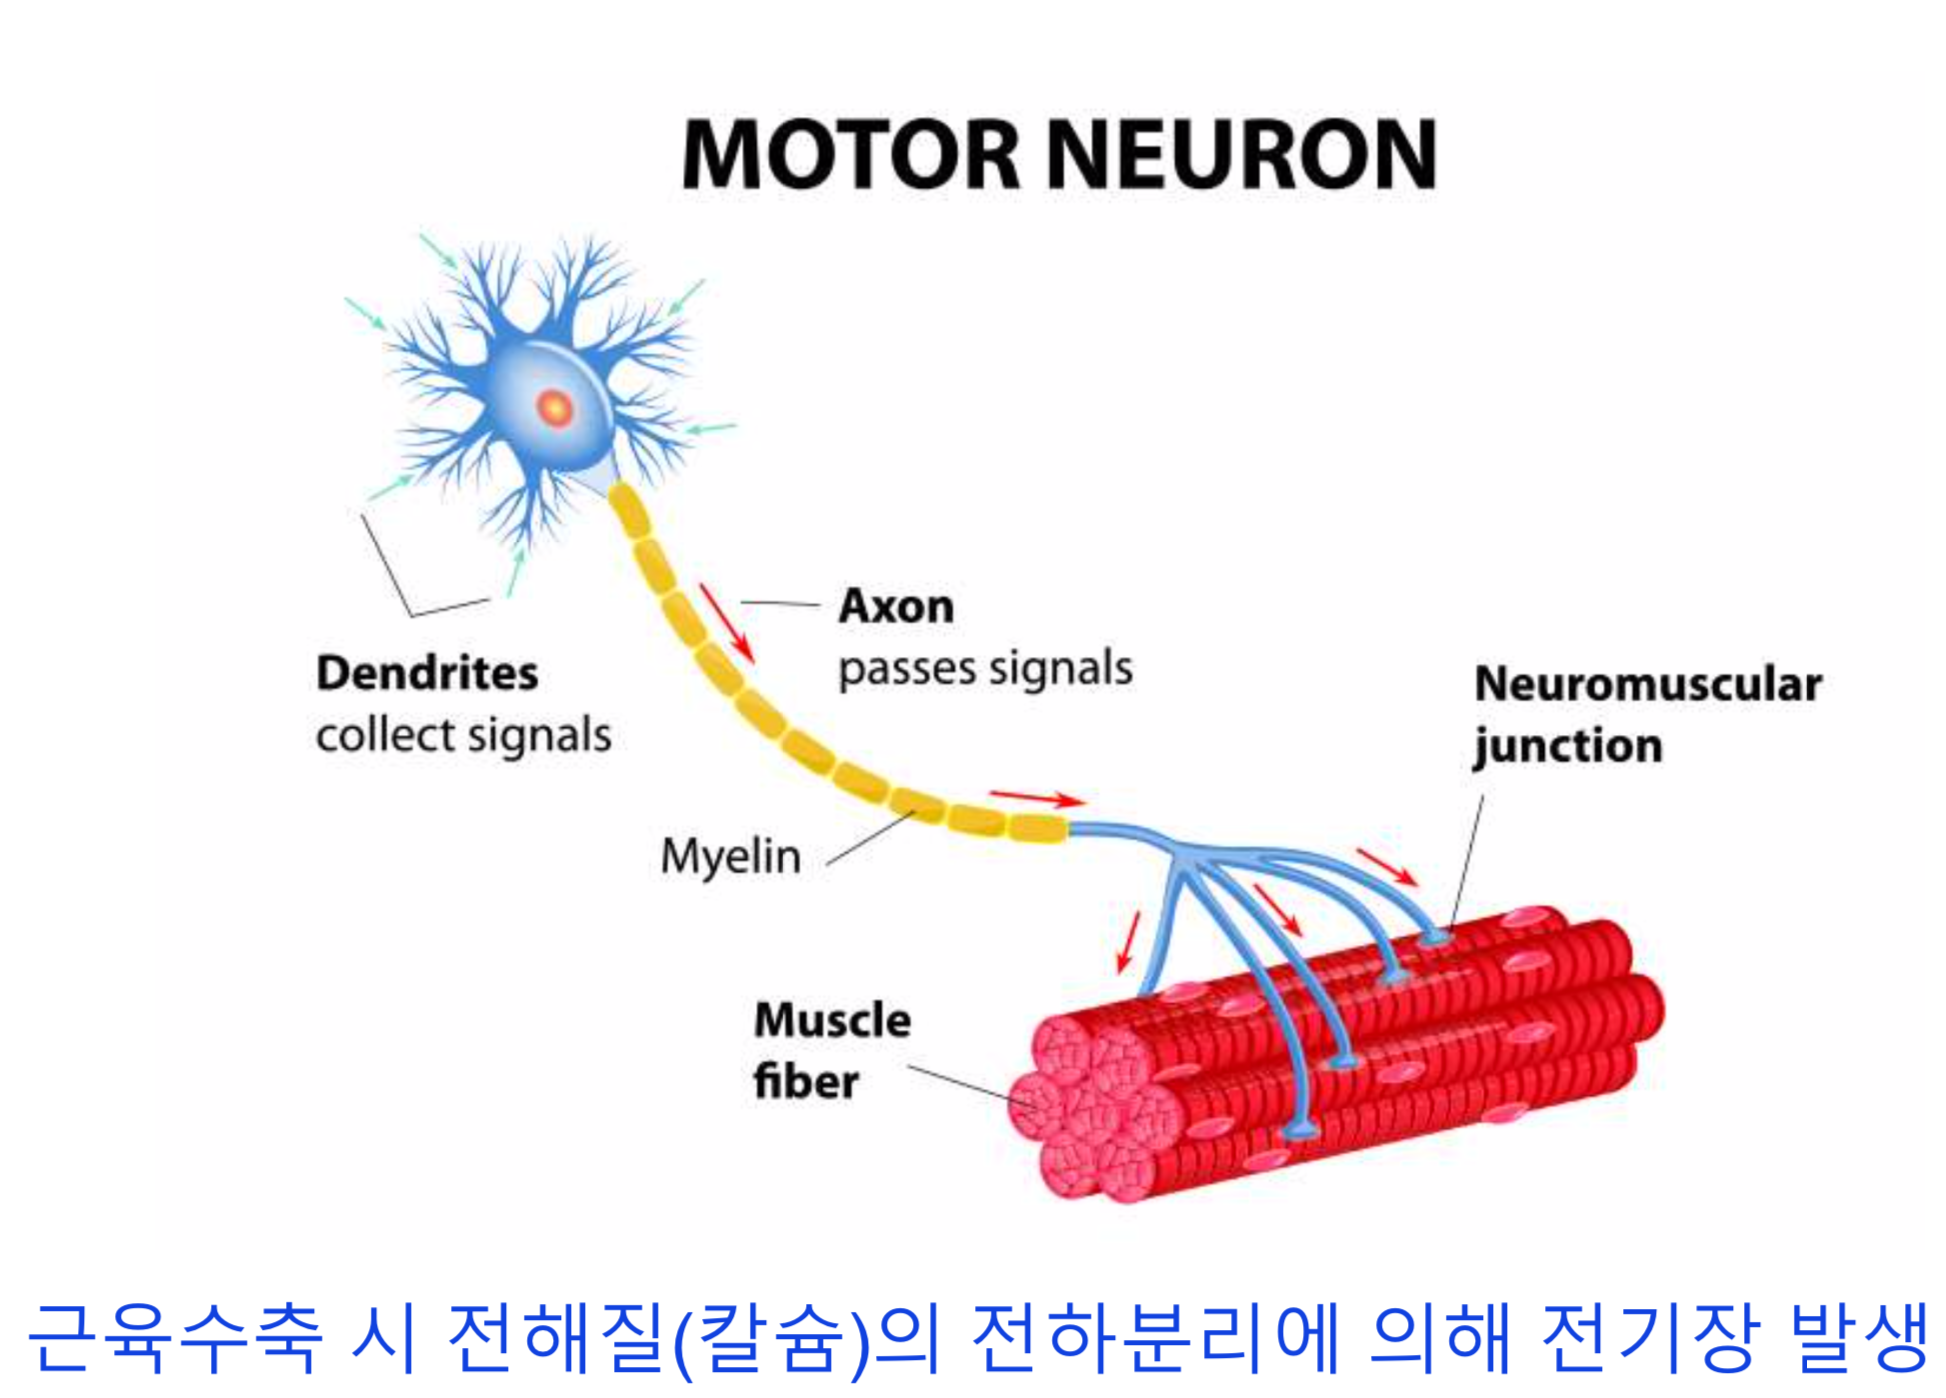 MOTOR NEURON
Axon
passes signals
Dendrites
collect signals
Neuromuscular
junction
Myelin
Muscle
fiber
근육수축 시 전해질(칼슘)의 전하분리에 의해 전기장 발생